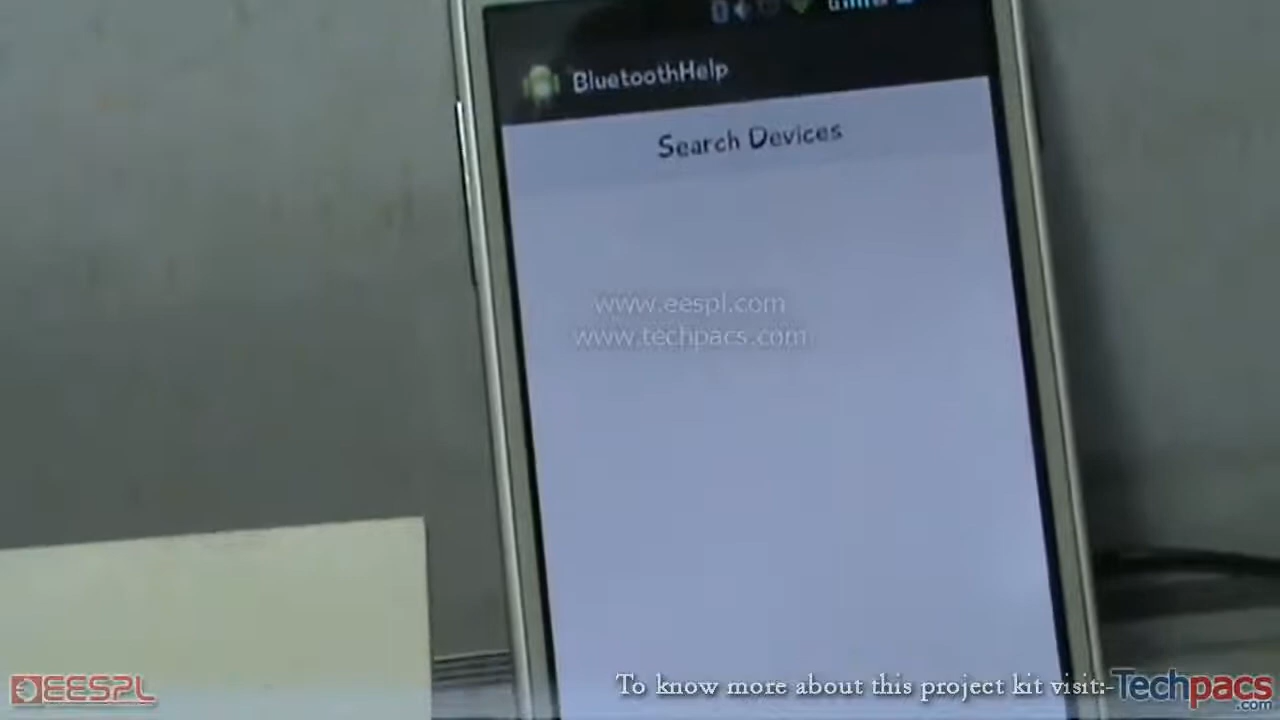 BluetoothHelp
Search Devices
www.eespl.com
www.techpacs.com
EESPL
To know more about this project kit visit:-Techpacs
.com